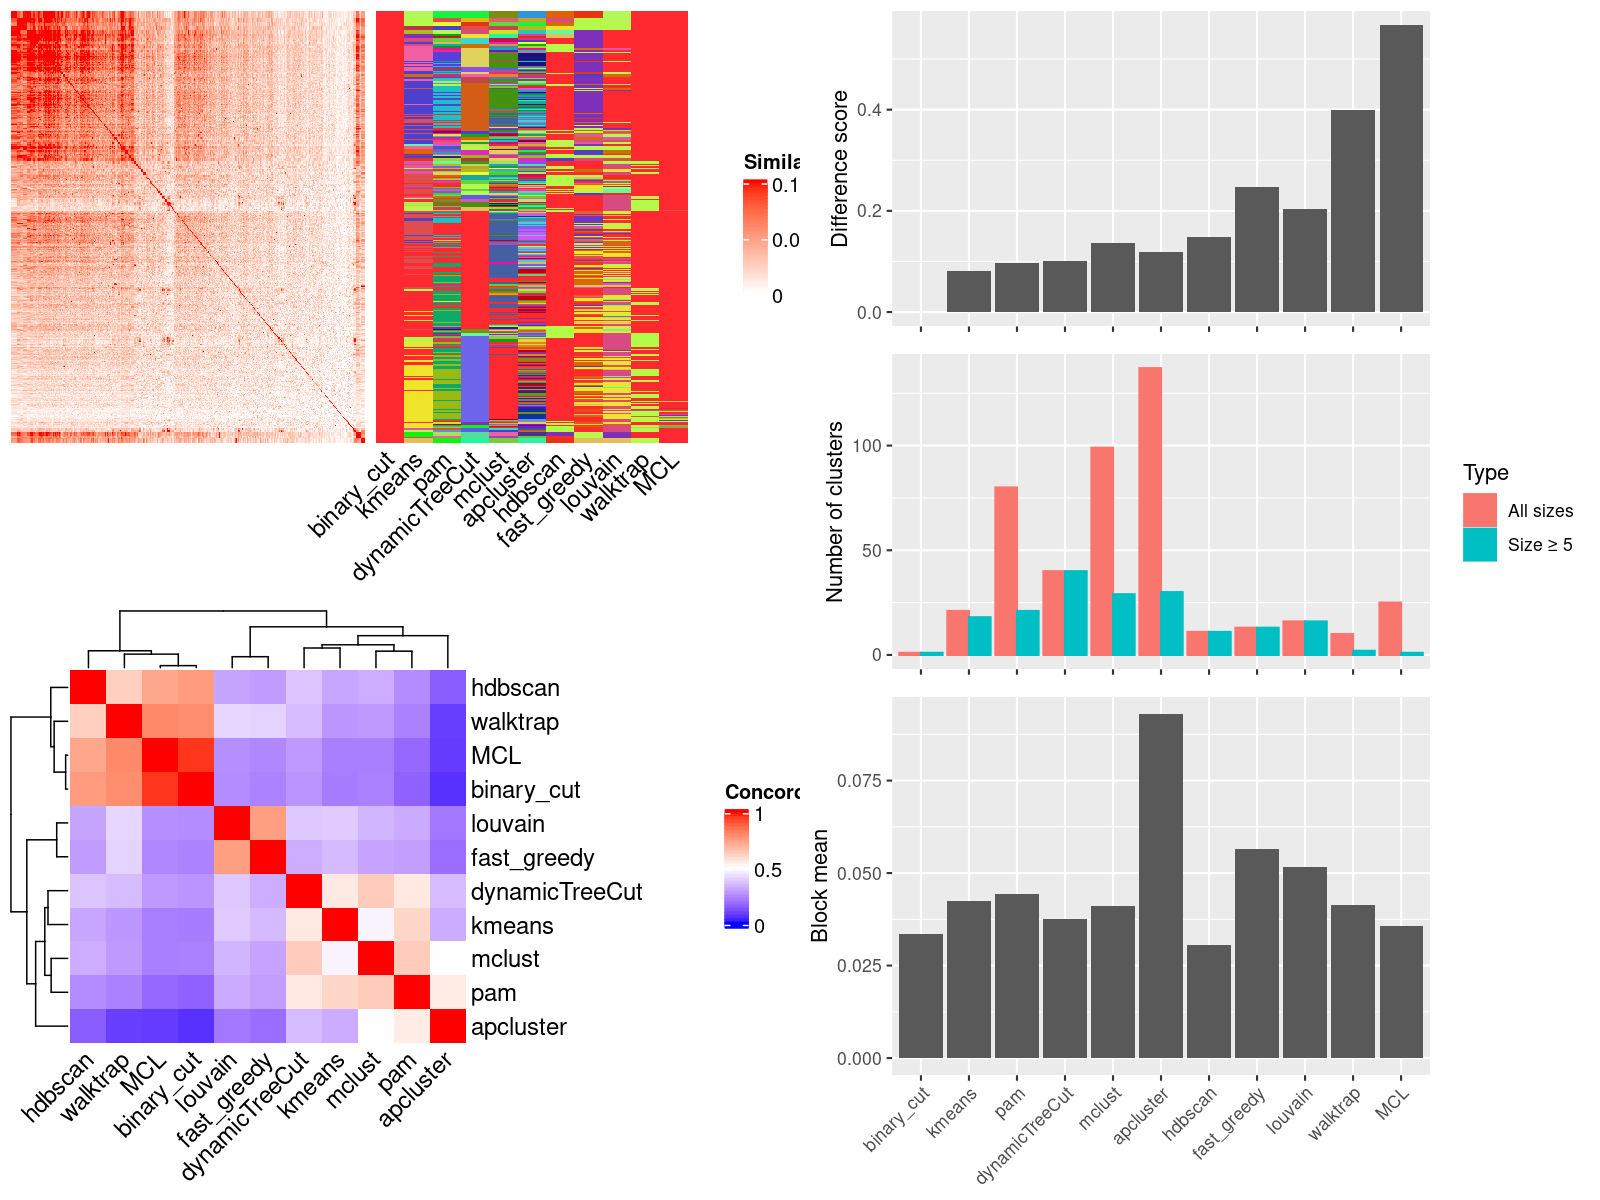 Simila
0.1
0.0
0
binary_cut
kmeans
pam
dynamicTreeCut
mclust
apcluster
hdbscan
fast_greedy
louvain
walktrap
MCL
hdbscan
walktrap
MCL
binary_cut
louvain
fast_greedy
dynamicTreeCut
kmeans
mclust
pam
apcluster
hdbscan
walktrap
MCL
binary_cut
louvain
fast_greedy
dynamicTreeCut
kmeans
mclust
pam
apcluster
Concord
1
0.5
0
Difference score
0.4
0.2
0.0
Number of clusters
100
50
0
Type
All sizes
Size ≥ 5
Block mean
0.075
0.050
0.025
0.000
binary_cut
kmeans
pam
dynamicTreeCut
mclust
apcluster
hdbscan
fast_greedy
louvain
walktrap
MCL